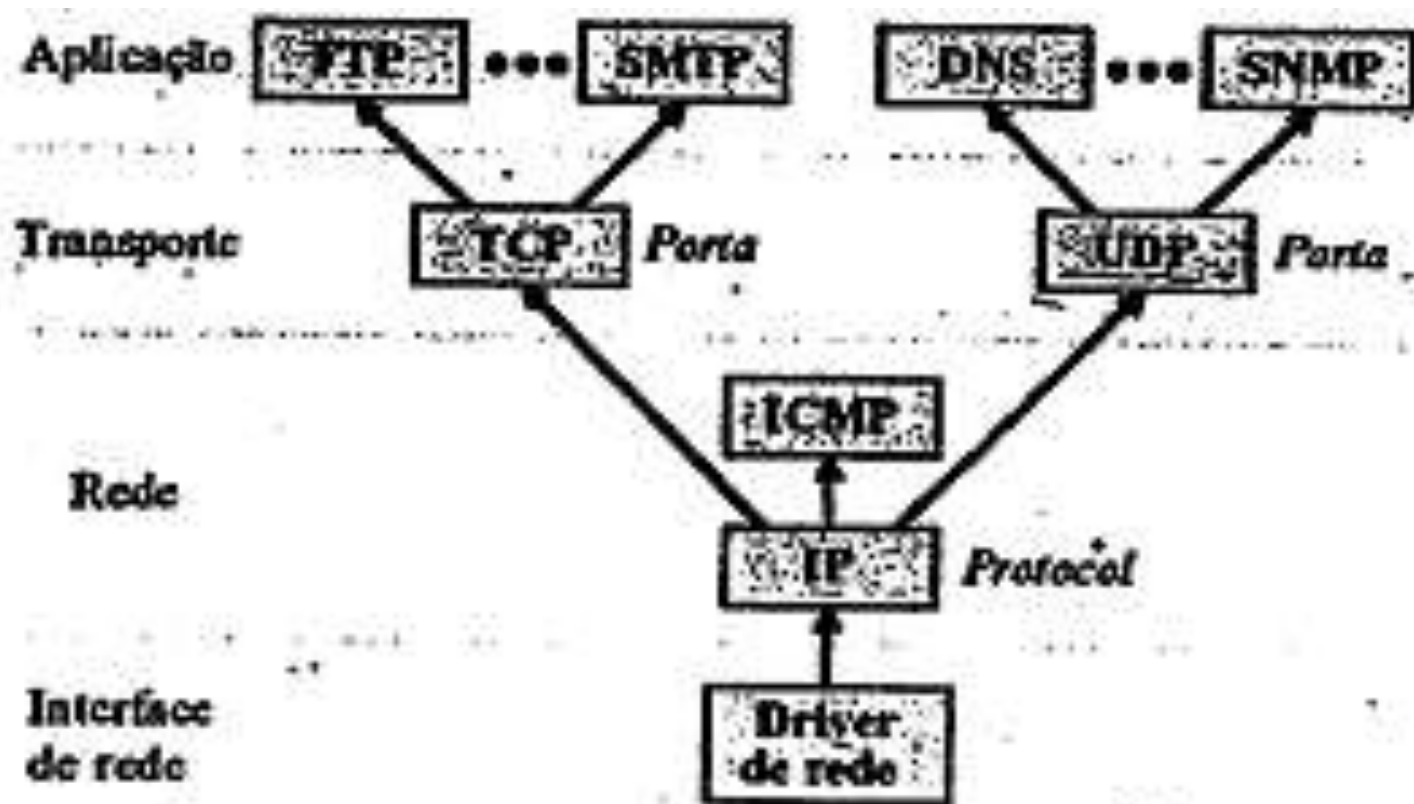 Aplicação FTP ••• SMTP DNS ••• SNMP
Transporte TCP Porta UDP Porta
ICMP
Rede
IP Protocol
Interface
de rede
Driver
de rede